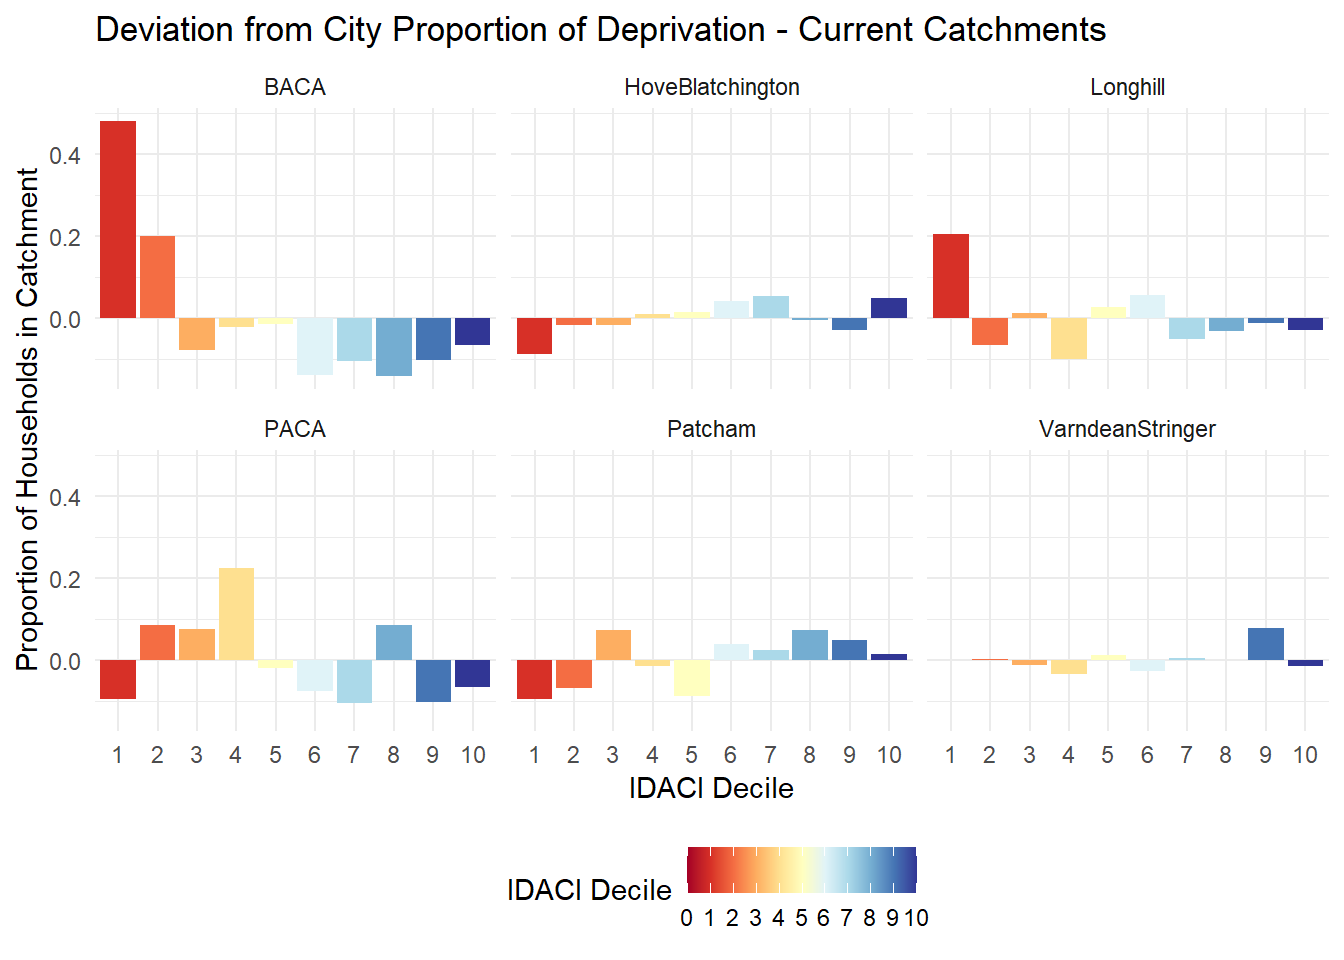 Deviation from City Proportion of Deprivation - Current Catchments
BACA
HoveBlatchington
Longhill
0.4
0.2
0.0
PACA
Patcham
VarndeanStringer
0.4
0.2
0.0
Proportion of Households in Catchment
1 2 3 4 5 6 7 8 9 10
1 2 3 4 5 6 7 8 9 10
1 2 3 4 5 6 7 8 9 10
IDACI Decile
IDACI Decile
0 1 2 3 4 5 6 7 8 9 10